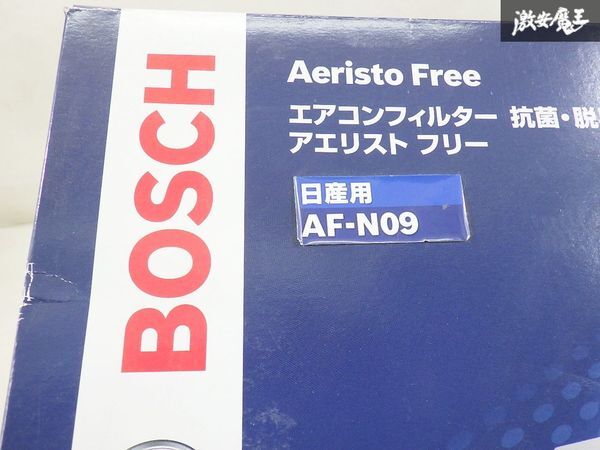 激安魔王
BOSCH
Aeristo Free
エアコンフィルター 抗菌・脱
アエリスト フリー
日産用
AF-N09